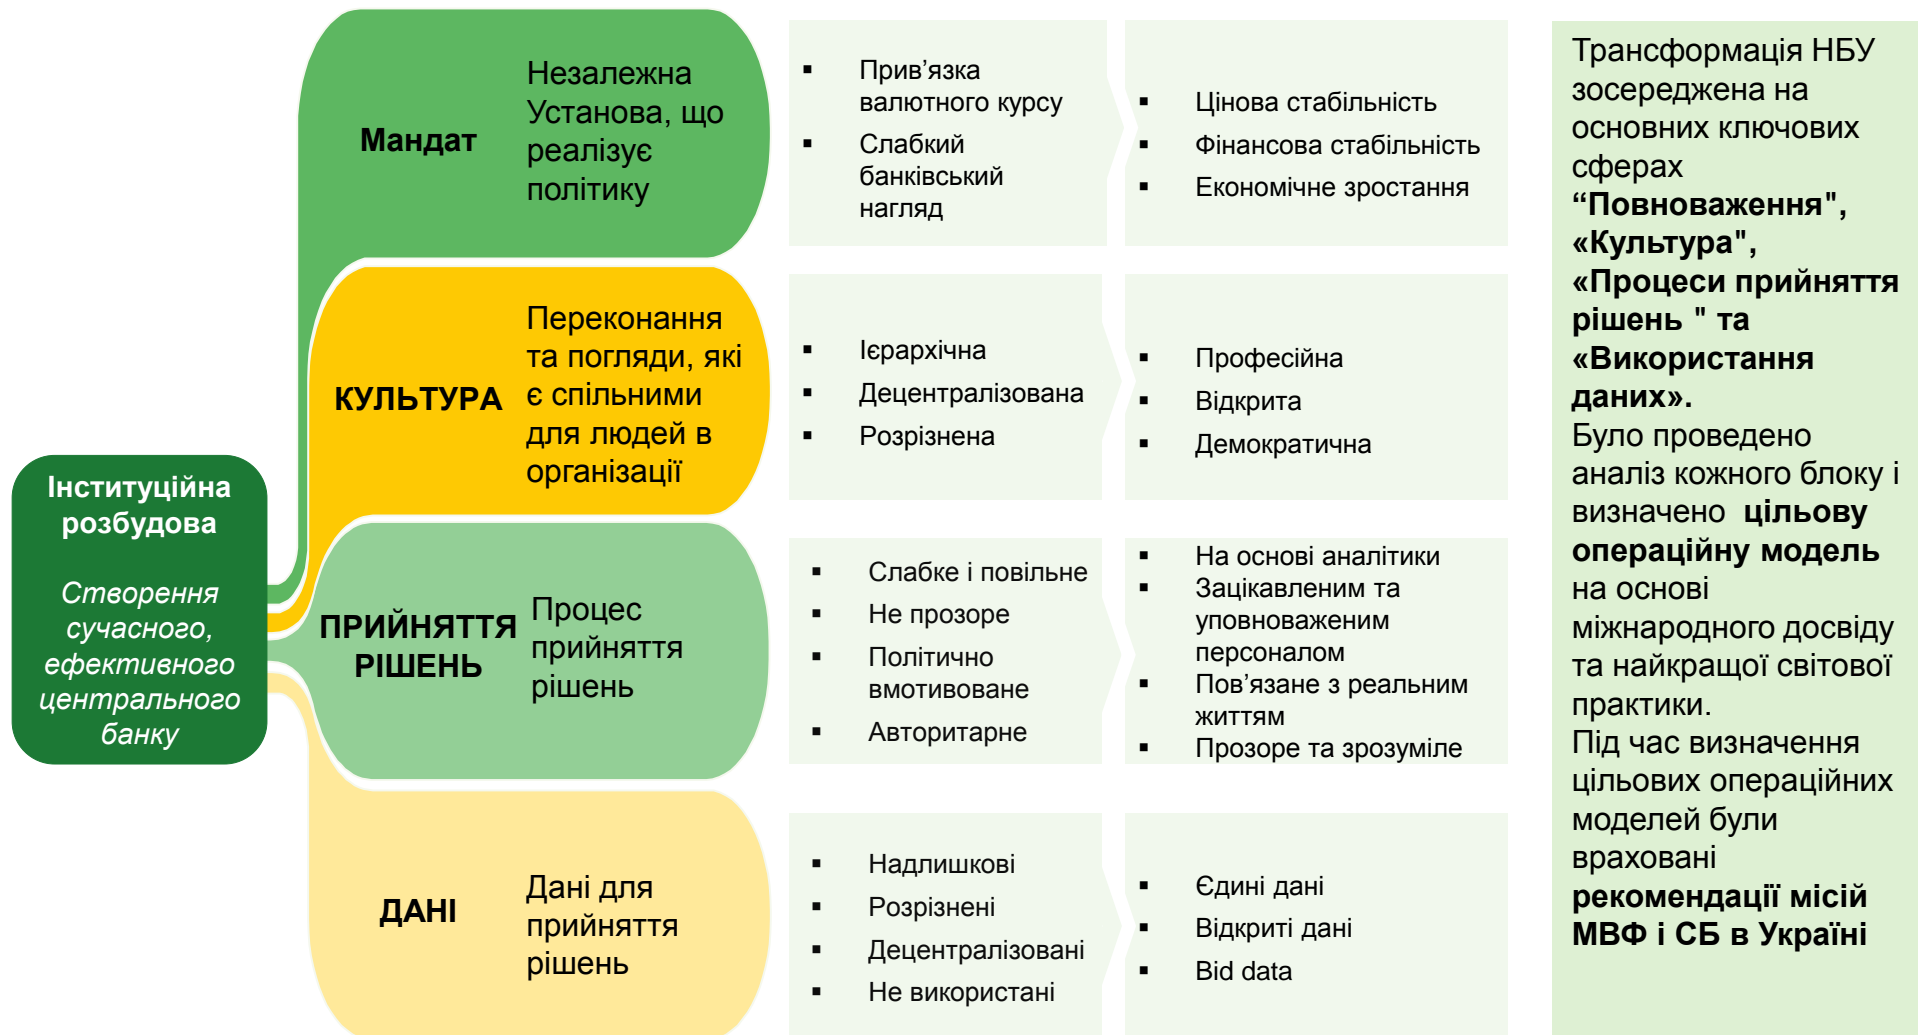 Інституційна
розбудова
Створення
сучасного,
ефективного
центрального
банку
Мандат
Незалежна
Установа, що
реалізує
політику
▪ Прив’язка
валютного курсу
▪ Слабкий
банківський
нагляд
▪ Цінова стабільність
▪ Фінансова стабільність
▪ Економічне зростання
КУЛЬТУРА
Переконання
та погляди, які
є спільними
для людей в
організації
▪ Ієрархічна
▪ Децентралізована
▪ Розрізнена
▪ Професійна
▪ Відкрита
▪ Демократична
ПРИЙНЯТТЯ
РІШЕНЬ
Процес
прийняття
рішень
▪ Слабке і повільне
▪ Не прозоре
▪ Політично
вмотивоване
▪ Авторитарне
▪ На основі аналітики
▪ Зацікавленим та
уповноваженим
персоналом
▪ Пов’язане з реальним
життям
▪ Прозоре та зрозуміле
ДАНІ
Дані для
прийняття
рішень
▪ Надлишкові
▪ Розрізнені
▪ Децентралізовані
▪ Не використані
▪ Єдині дані
▪ Відкриті дані
▪ Bid data
Трансформація НБУ
зосереджена на
основних ключових
сферах
“Повноваження",
«Культура",
«Процеси прийняття
рішень " та
«Використання
даних».
Було проведено
аналіз кожного блоку і
визначено цільову
операційну модель
на основі
міжнародного досвіду
та найкращої світової
практики.
Під час визначення
цільових операційних
моделей були
враховані
рекомендації місій
МВФ і СБ в Україні